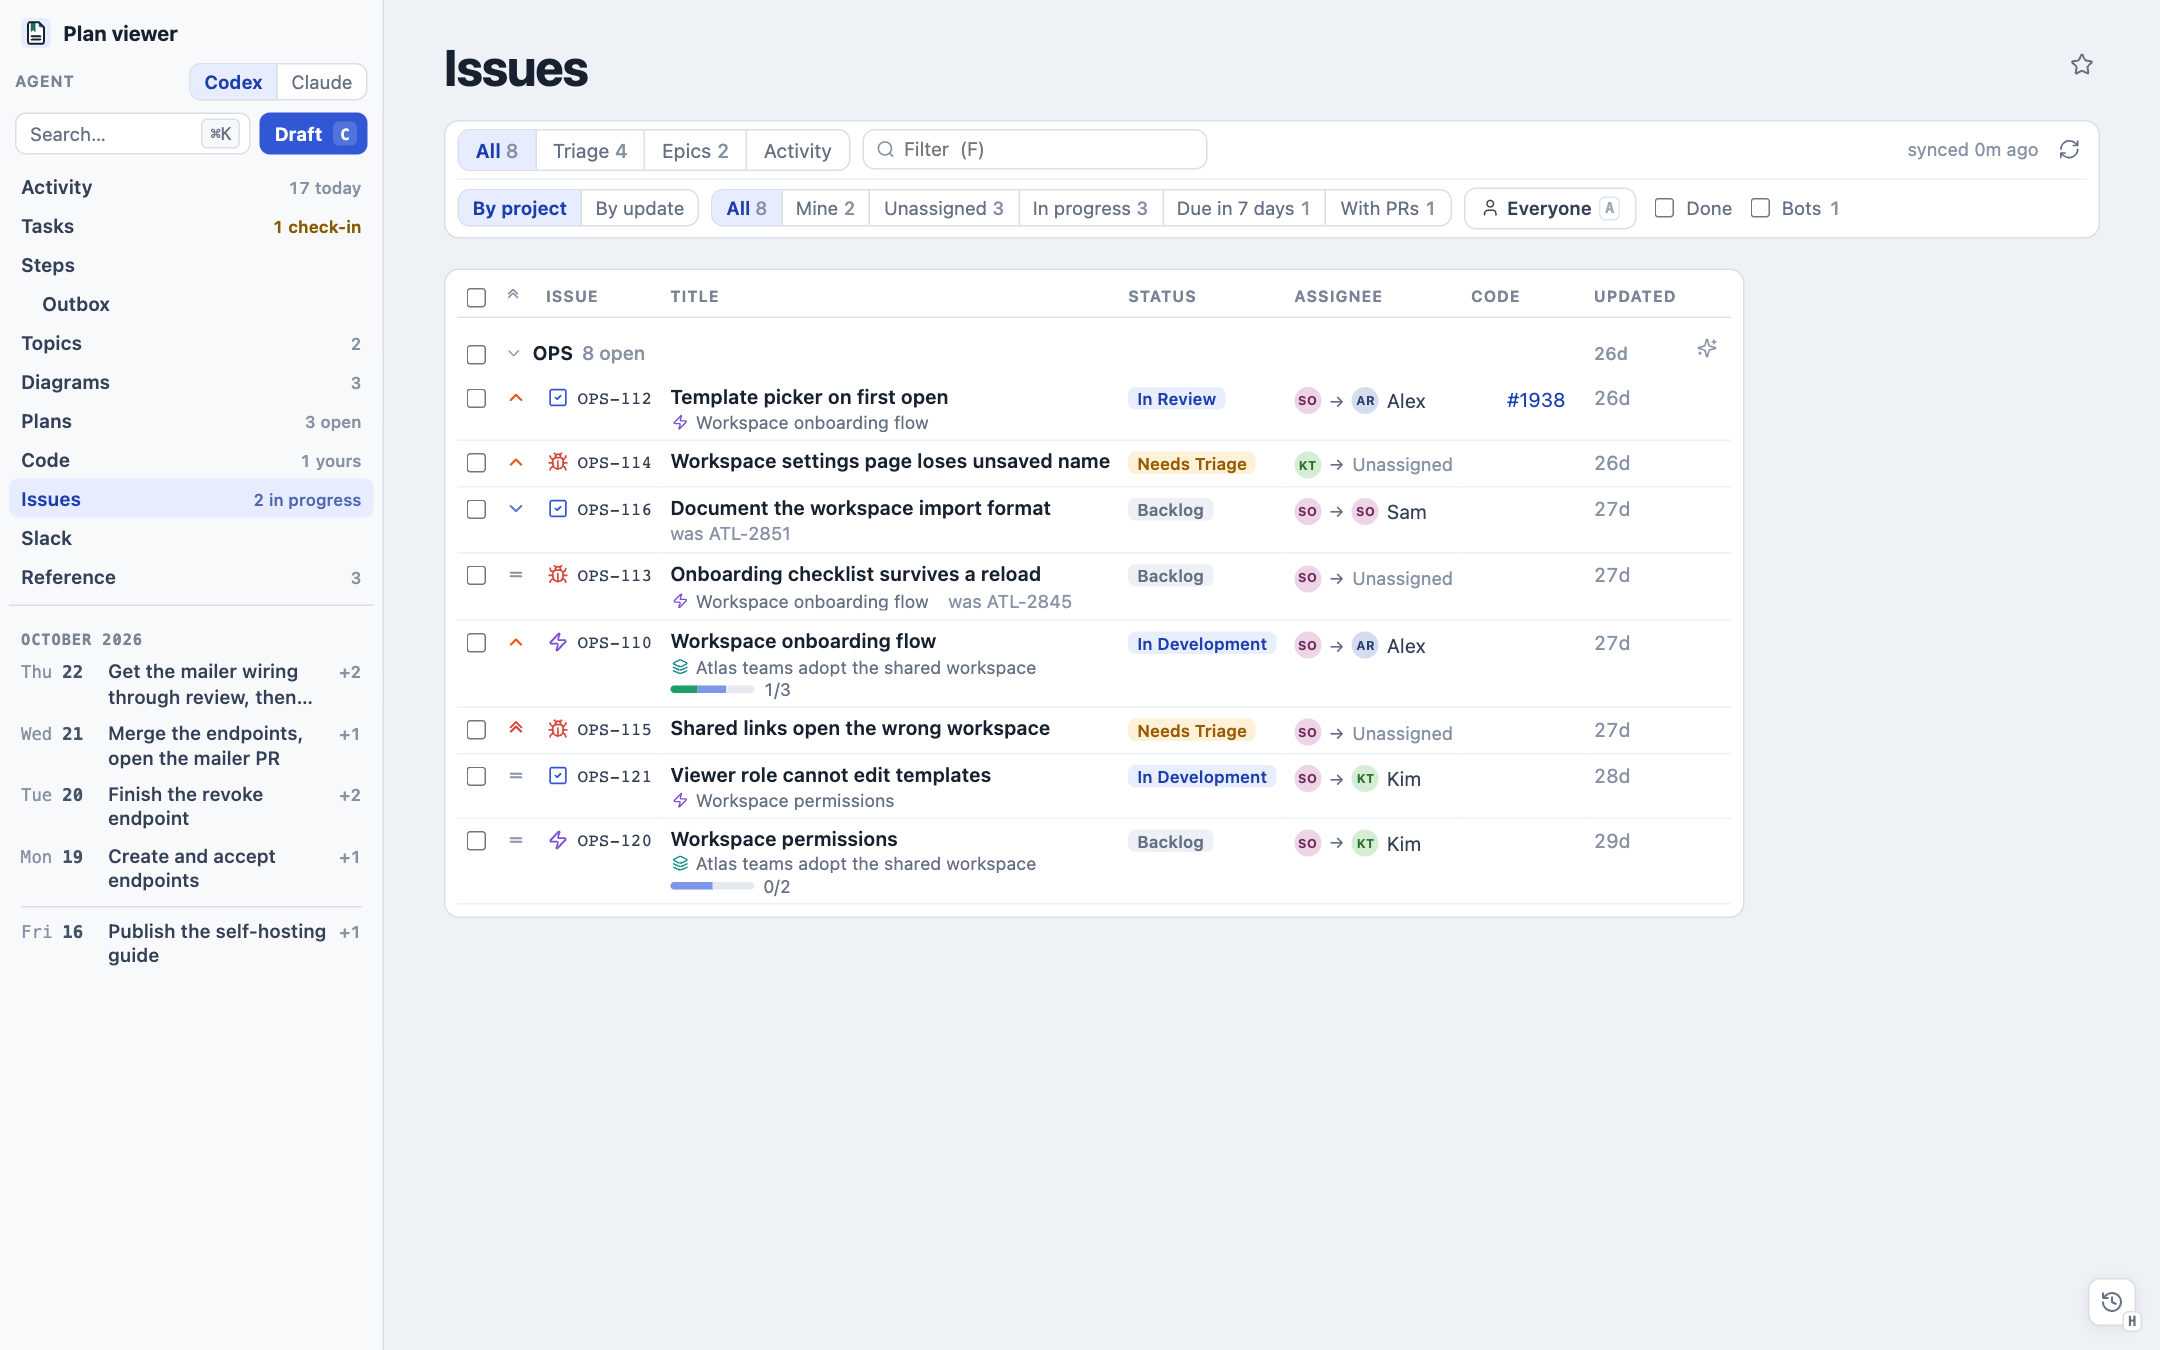 Plan viewer
AGENT
Codex
Claude
Search...
⌘K
Draft C
Activity 17 today
Tasks 1 check-in
Steps
Outbox
Topics 2
Diagrams 3
Plans 3 open
Code 1 yours
Issues 2 in progress
Slack
Reference 3
OCTOBER 2026
Thu 22 Get the mailer wiring +2
through review, then...
Wed 21 Merge the endpoints, +1
open the mailer PR
Tue 20 Finish the revoke +2
endpoint
Mon 19 Create and accept +1
endpoints
Fri 16 Publish the self-hosting +1
guide
Issues
All 8 Triage 4 Epics 2 Activity Filter (F) synced 0m ago
By project By update All 8 Mine 2 Unassigned 3 In progress 3 Due in 7 days 1 With PRs 1 Everyone A Done Bots 1
ISSUE TITLE STATUS ASSIGNEE CODE UPDATED
OPS 8 open 26d
OPS-112 Template picker on first open In Review SO → AR Alex #1938 26d
Workspace onboarding flow
OPS-114 Workspace settings page loses unsaved name Needs Triage KT → Unassigned 26d
OPS-116 Document the workspace import format Backlog SO → SO Sam 27d
was ATL-2851
OPS-113 Onboarding checklist survives a reload Backlog SO → Unassigned 27d
Workspace onboarding flow was ATL-2845
OPS-110 Workspace onboarding flow In Development SO → AR Alex 27d
Atlas teams adopt the shared workspace
1/3
OPS-115 Shared links open the wrong workspace Needs Triage SO → Unassigned 27d
OPS-121 Viewer role cannot edit templates In Development SO → KT Kim 28d
Workspace permissions
OPS-120 Workspace permissions Backlog SO → KT Kim 29d
Atlas teams adopt the shared workspace
0/2
H